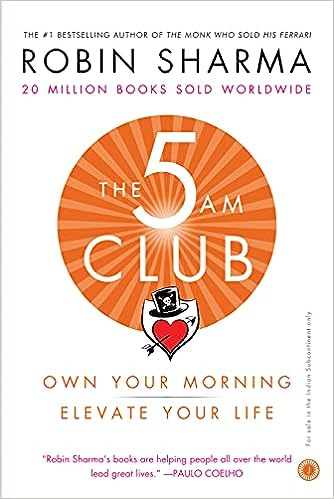 THE #1 BESTSELLING AUTHOR OF THE MONK WHO SOLD HIS FERRARI
ROBIN SHARMA
20 MILLION BOOKS SOLD WORLDWIDE
THE 5 AM
CLUB
OWN YOUR MORNING
ELEVATE YOUR LIFE
For sale in the Indian Subcontinent only
"Robin Sharma's books are helping people all over the world
lead great lives." —PAULO COELHO